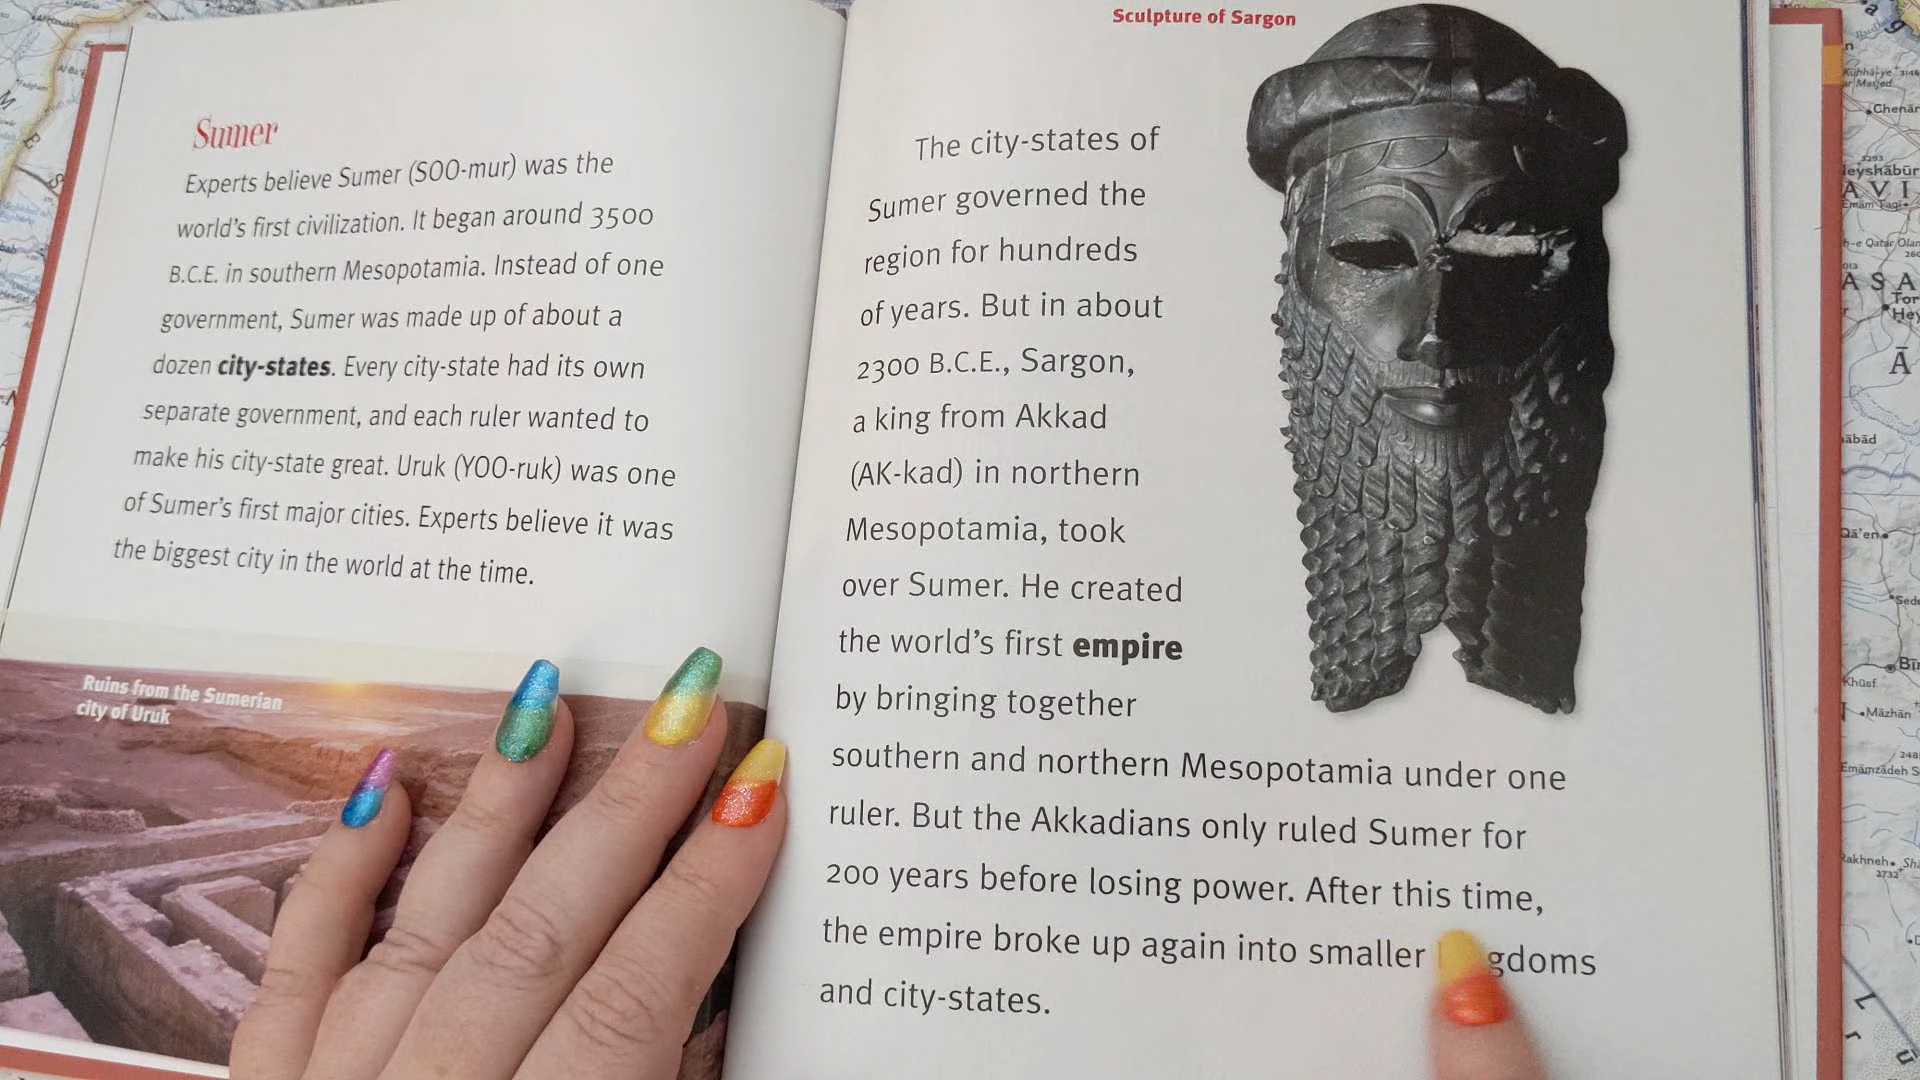 Sumer
Experts believe Sumer (SOO-mur) was the
world's first civilization. It began around 3500
B.C.E. in southern Mesopotamia. Instead of one
government, Sumer was made up of about a
dozen city-states. Every city-state had its own
separate government, and each ruler wanted to
make his city-state great. Uruk (YOO-ruk) was one
of Sumer's first major cities. Experts believe it was
the biggest city in the world at the time.
Ruins from the Sumerian
city of Uruk
Sculpture of Sargon
The city-states of
Sumer governed the
region for hundreds
of years. But in about
2300 B.C.E., Sargon,
a king from Akkad
(AK-kad) in northern
Mesopotamia, took
over Sumer. He created
the world's first empire
by bringing together
southern and northern Mesopotamia under one
ruler. But the Akkadians only ruled Sumer for
200 years before losing power. After this time,
the empire broke up again into smaller
and city-states.
Chenār
3293
Qā'en
Khūsf
Māzhān